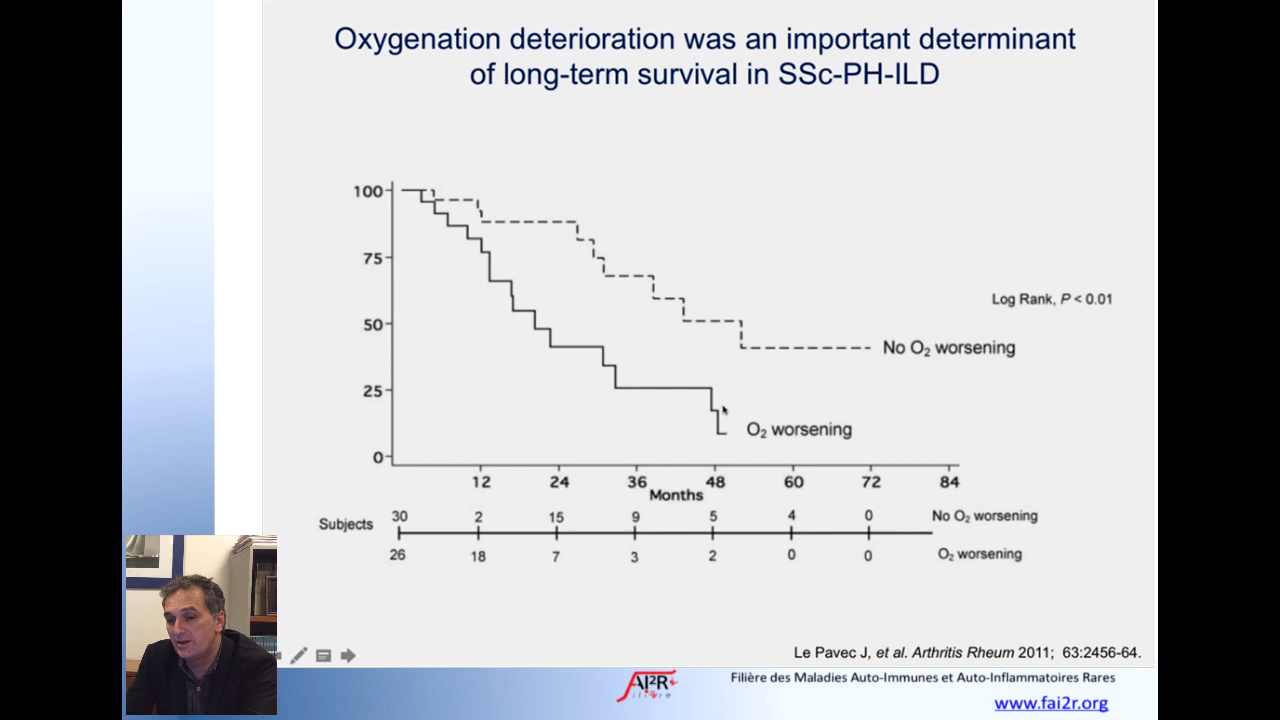 Oxygenation deterioration was an important determinant
of long-term survival in SSc-PH-ILD
100
75
50
25
0
Log Rank, P < 0.01
No O₂ worsening
O₂ worsening
12 24 36 48 60 72 84
Months
Subjects
30 2 15 9 5 4 0 No O₂ worsening
26 18 7 3 2 0 0 O₂ worsening
Le Pavec J, et al. Arthritis Rheum 2011; 63:2456-64.
FAI²R
filière
Filière des Maladies Auto-Immunes et Auto-Inflammatoires Rares
www.fai2r.org